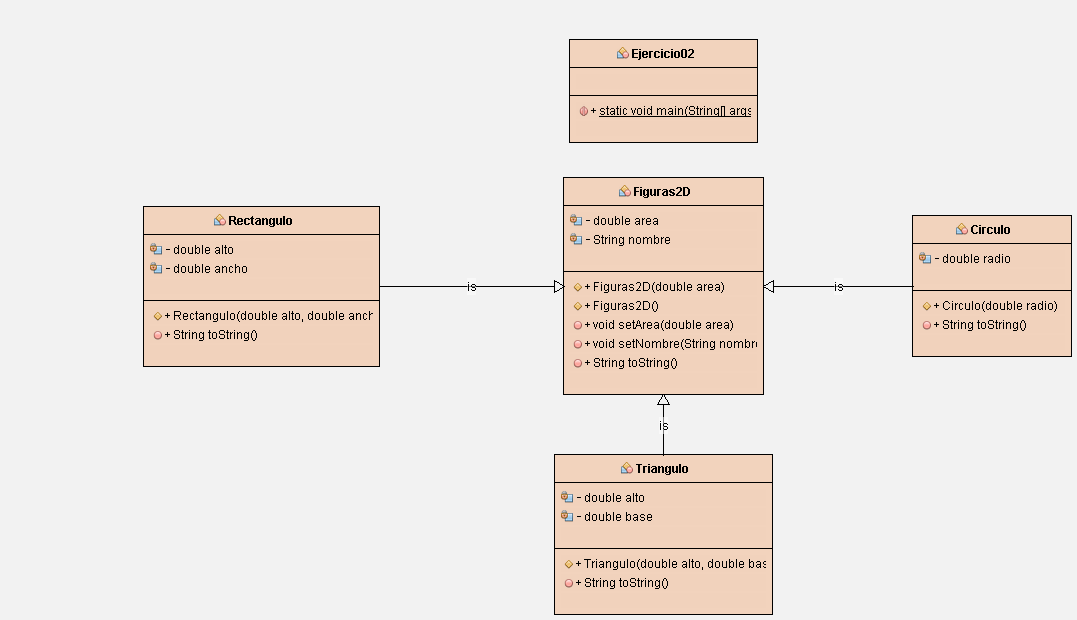 Ejercicio02
+ static void main(String[] args
Figuras2D
- double area
- String nombre
+ Figuras2D(double area)
+ Figuras2D()
+ void setArea(double area)
+ void setNombre(String nombre
+ String toString()
Rectangulo
- double alto
- double ancho
+ Rectangulo(double alto, double anch
+ String toString()
is
is
Circulo
- double radio
+ Circulo(double radio)
+ String toString()
is
Triangulo
- double alto
- double base
+ Triangulo(double alto, double bas
+ String toString()